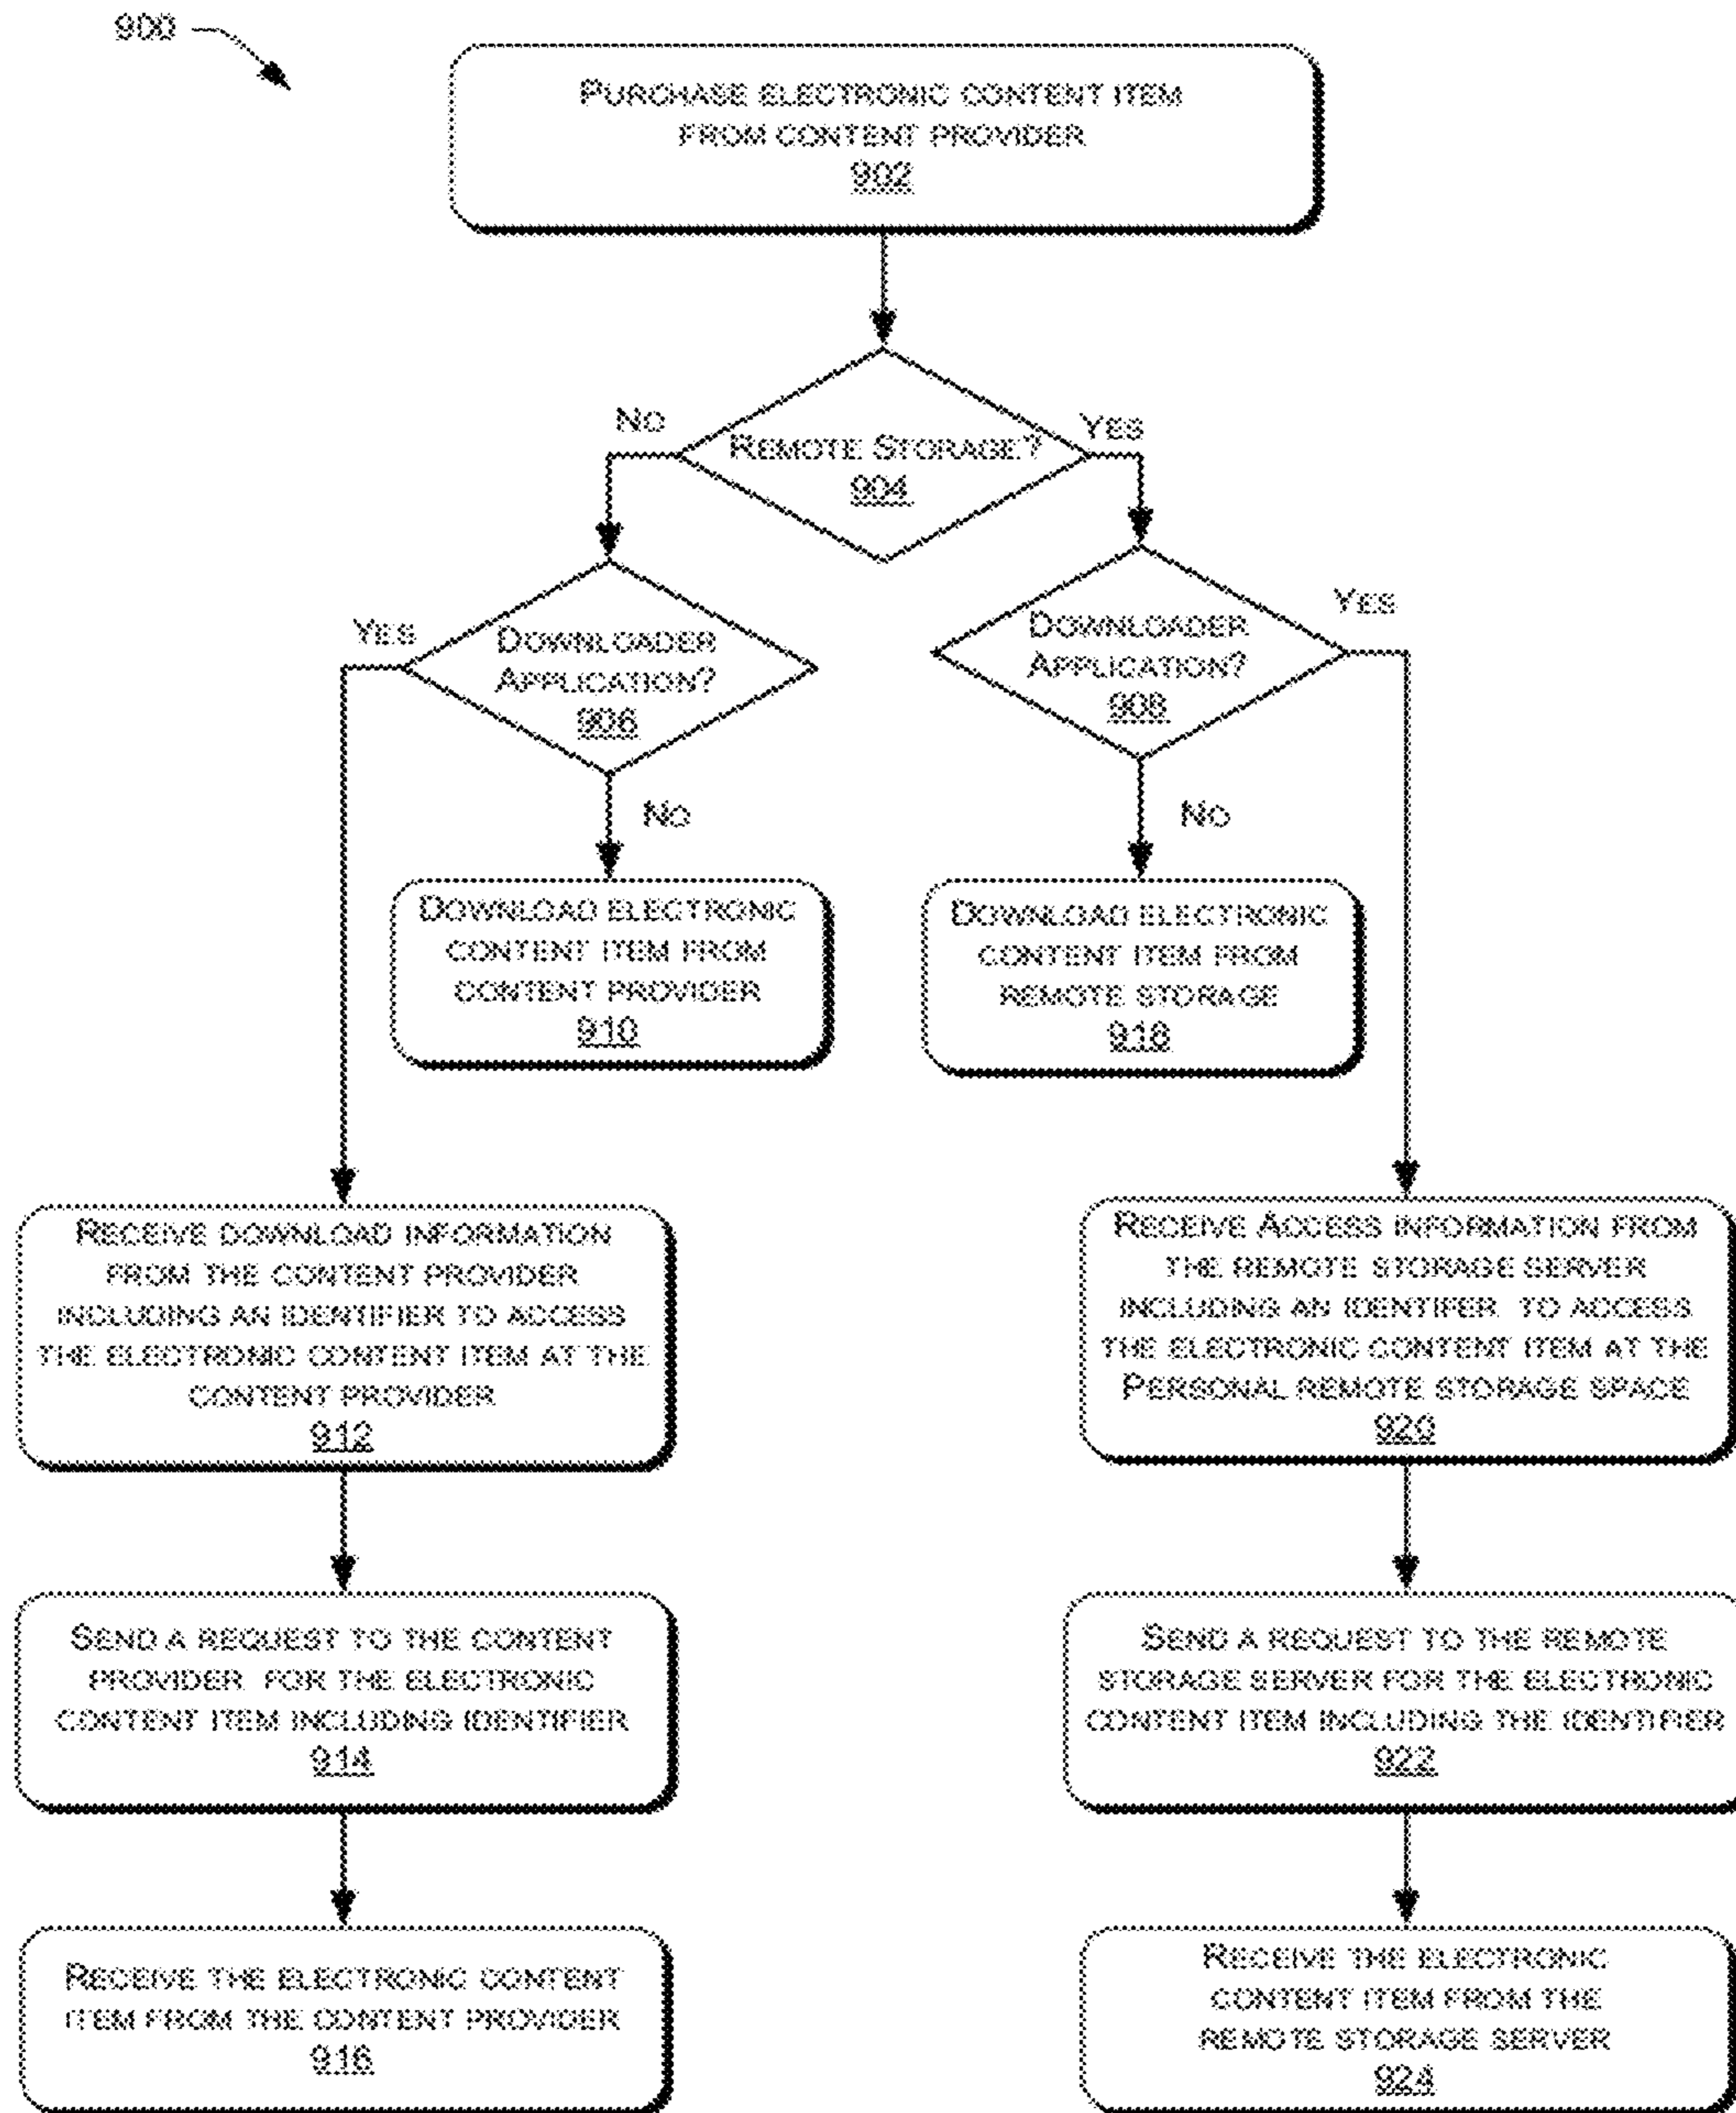 900
PURCHASE ELECTRONIC CONTENT ITEM
FROM CONTENT PROVIDER
902
NO
YES
REMOTE STORAGE?
904
YES
DOWNLOADER
APPLICATION?
906
DOWNLOADER
APPLICATION?
908
YES
NO
NO
DOWNLOAD ELECTRONIC
CONTENT ITEM FROM
CONTENT PROVIDER
910
DOWNLOAD ELECTRONIC
CONTENT ITEM FROM
REMOTE STORAGE
918
RECEIVE DOWNLOAD INFORMATION
FROM THE CONTENT PROVIDER
INCLUDING AN IDENTIFIER TO ACCESS
THE ELECTRONIC CONTENT ITEM AT THE
CONTENT PROVIDER
912
RECEIVE ACCESS INFORMATION FROM
THE REMOTE STORAGE SERVER
INCLUDING AN IDENTIFER TO ACCESS
THE ELECTRONIC CONTENT ITEM AT THE
PERSONAL REMOTE STORAGE SPACE
920
SEND A REQUEST TO THE CONTENT
PROVIDER FOR THE ELECTRONIC
CONTENT ITEM INCLUDING IDENTIFIER
914
SEND A REQUEST TO THE REMOTE
STORAGE SERVER FOR THE ELECTRONIC
CONTENT ITEM INCLUDING THE IDENTIFIER
922
RECEIVE THE ELECTRONIC CONTENT
ITEM FROM THE CONTENT PROVIDER
916
RECEIVE THE ELECTRONIC
CONTENT ITEM FROM THE
REMOTE STORAGE SERVER
924